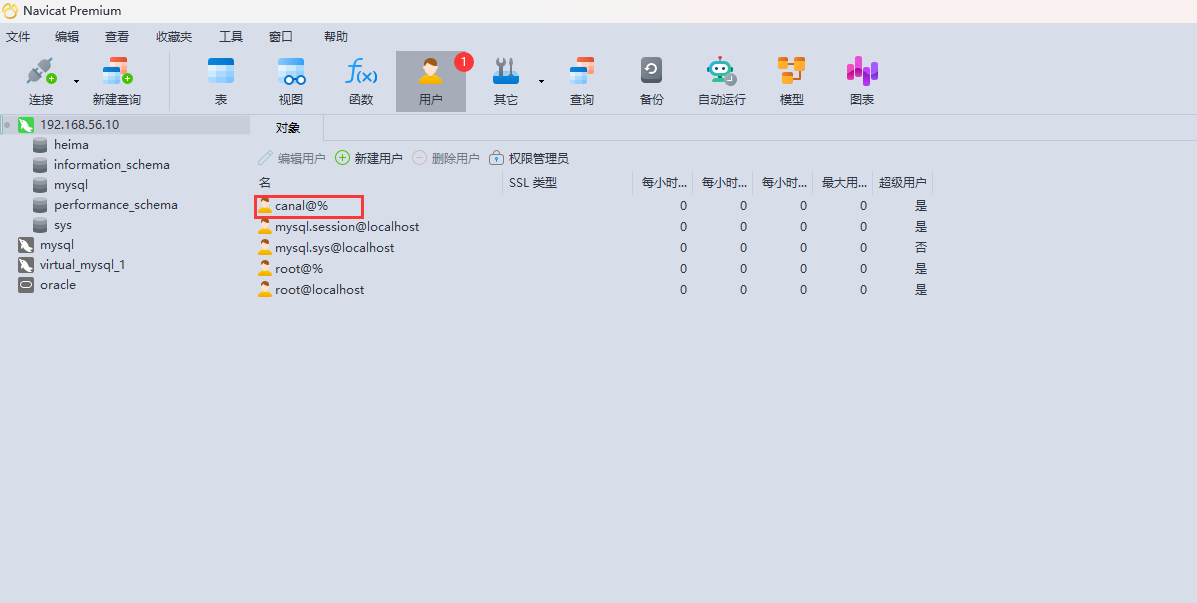 Navicat Premium
文件 编辑 查看 收藏夹 工具 窗口 帮助
1
连接 新建查询 表 视图 函数 用户 其它 查询 备份 自动运行 模型 图表
f(x)
192.168.56.10
heima
information_schema
mysql
performance_schema
sys
mysql
virtual_mysql_1
oracle
对象
编辑用户 新建用户 删除用户 权限管理员
名 SSL 类型 每小时... 每小时... 每小时... 最大用... 超级用户
canal@% 0 0 0 0 是
mysql.session@localhost 0 0 0 0 是
mysql.sys@localhost 0 0 0 0 否
root@% 0 0 0 0 是
root@localhost 0 0 0 0 是